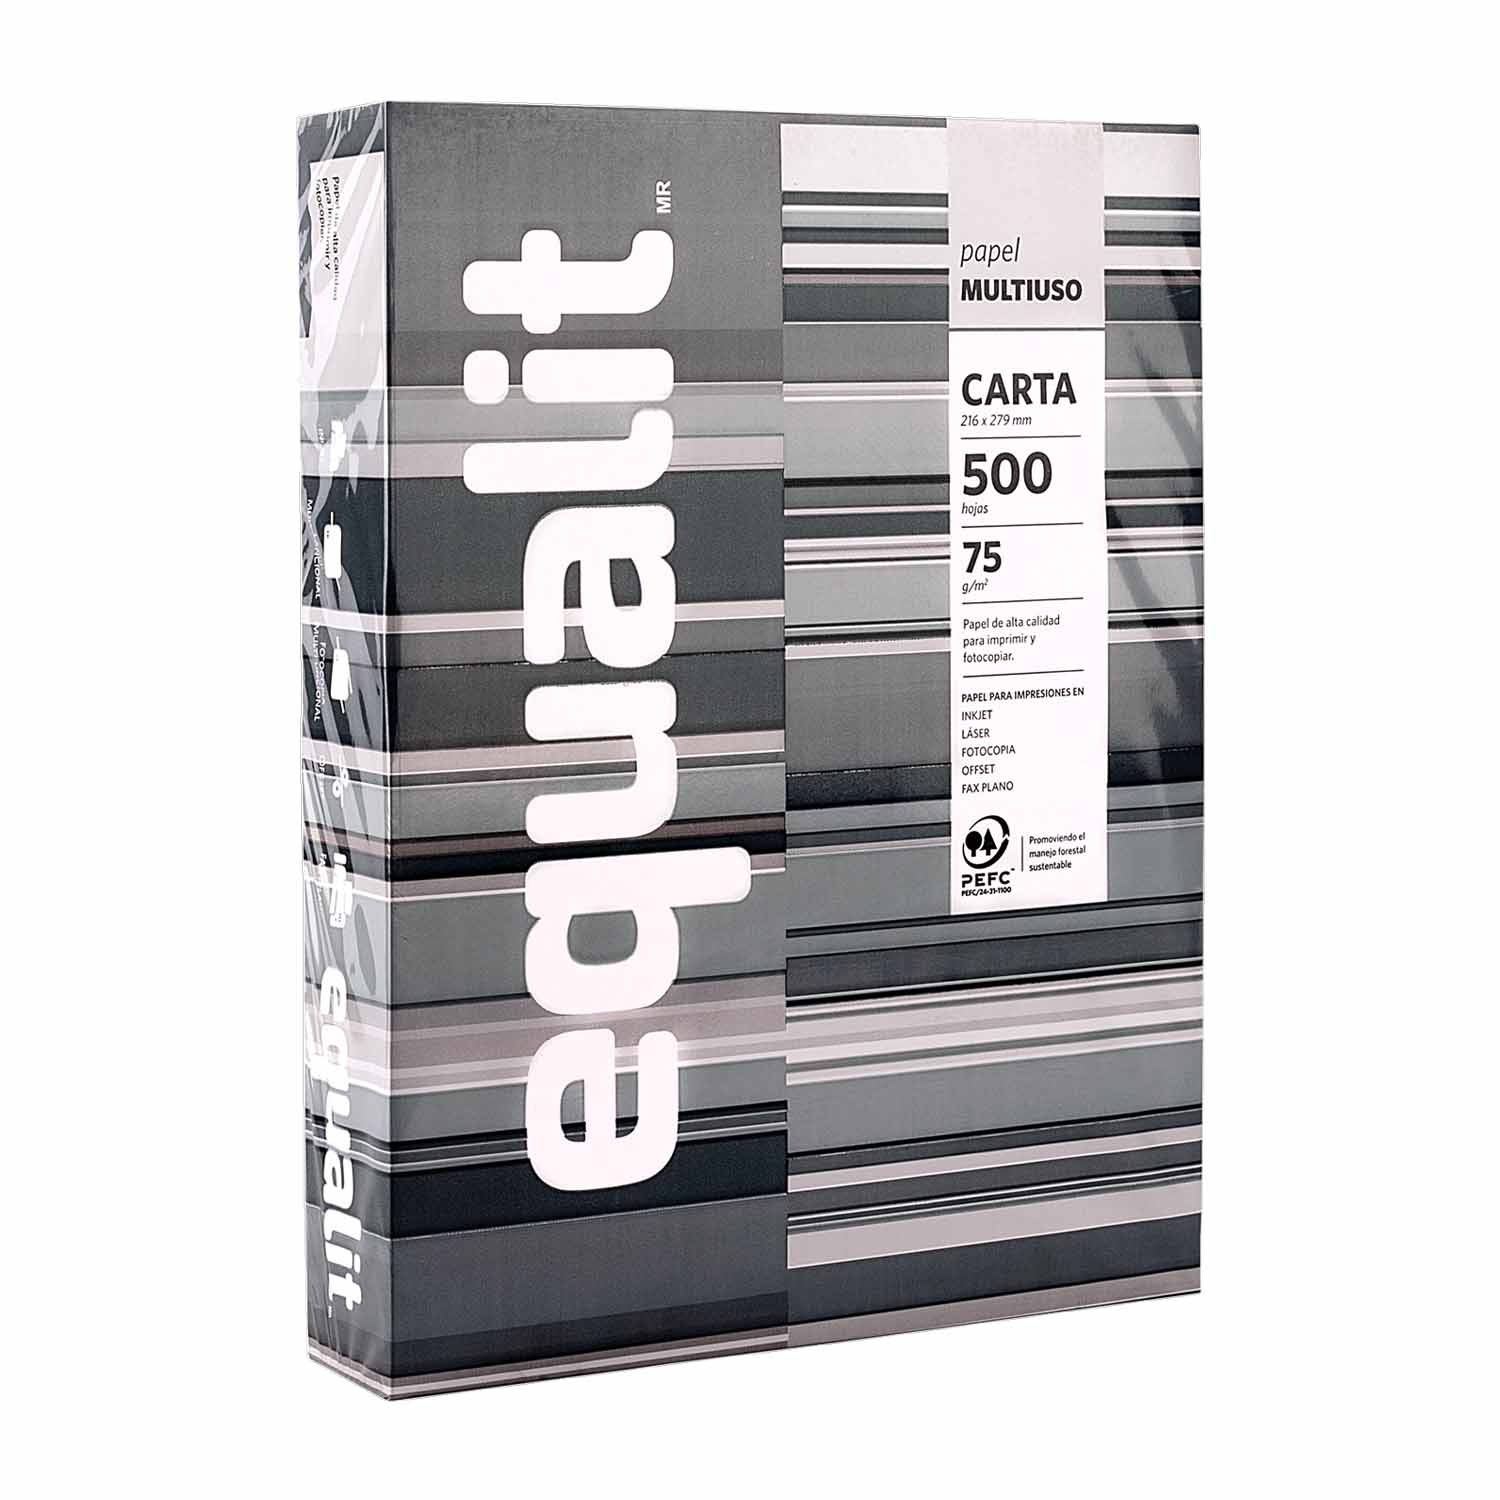 equalit
MR
papel
MULTIUSO
CARTA
216 x 279 mm
500
hojas
75
g/m²
Papel de alta calidad
para imprimir y
fotocopiar.
PAPEL PARA IMPRESIONES EN
INKJET
LÁSER
FOTOCOPIA
OFFSET
FAX PLANO
PEFC™
PEFC/24-31-1100
Promoviendo el
manejo forestal
sustentable
Papel de alta calidad
para imprimir y
fotocopiar.
equalit